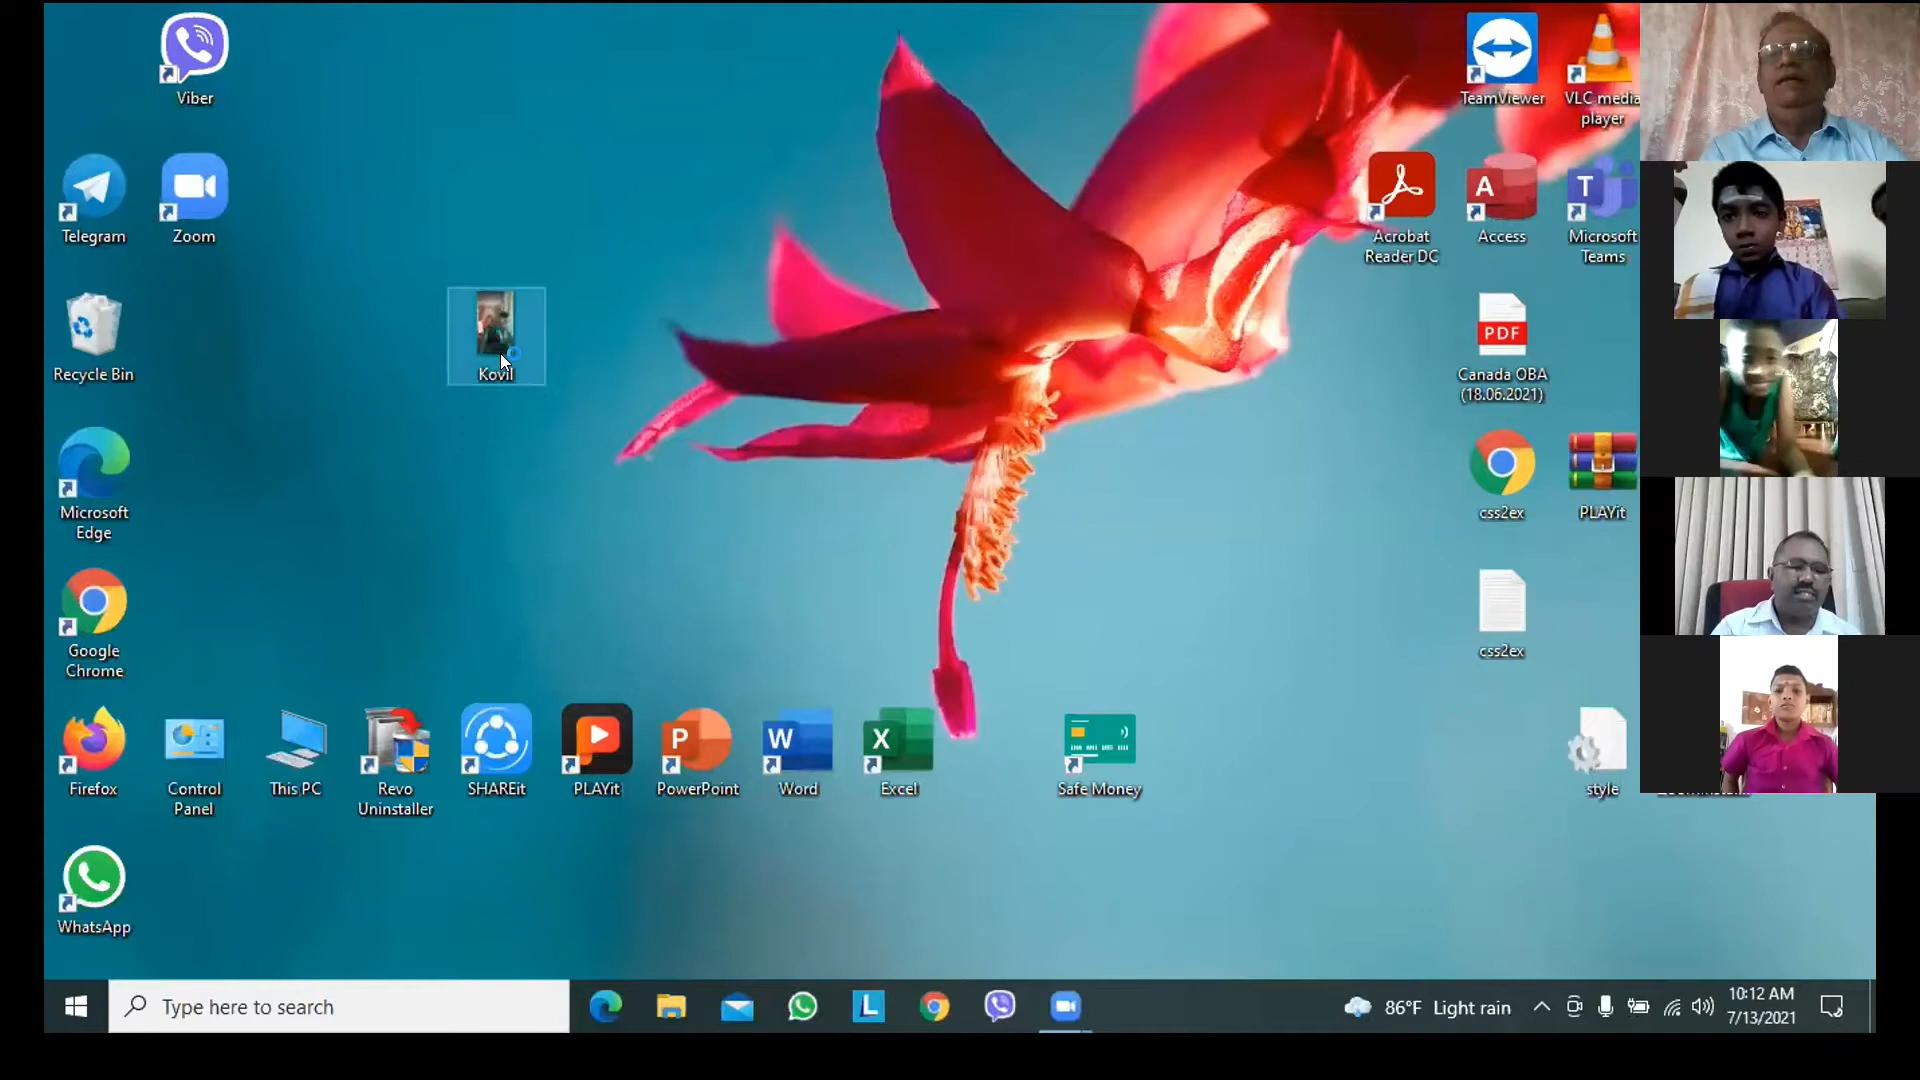 Viber
TeamViewer
VLC media
player
Telegram
Zoom
Acrobat
Reader DC
Access
Microsoft
Teams
Recycle Bin
Kovil
PDF
Canada OBA
(18.06.2021)
Microsoft
Edge
css2ex
PLAYit
Google
Chrome
css2ex
Firefox
Control
Panel
This PC
Revo
Uninstaller
SHAREit
PLAYit
PowerPoint
Word
Excel
Safe Money
style
WhatsApp
Type here to search
86°F Light rain
10:12 AM
7/13/2021